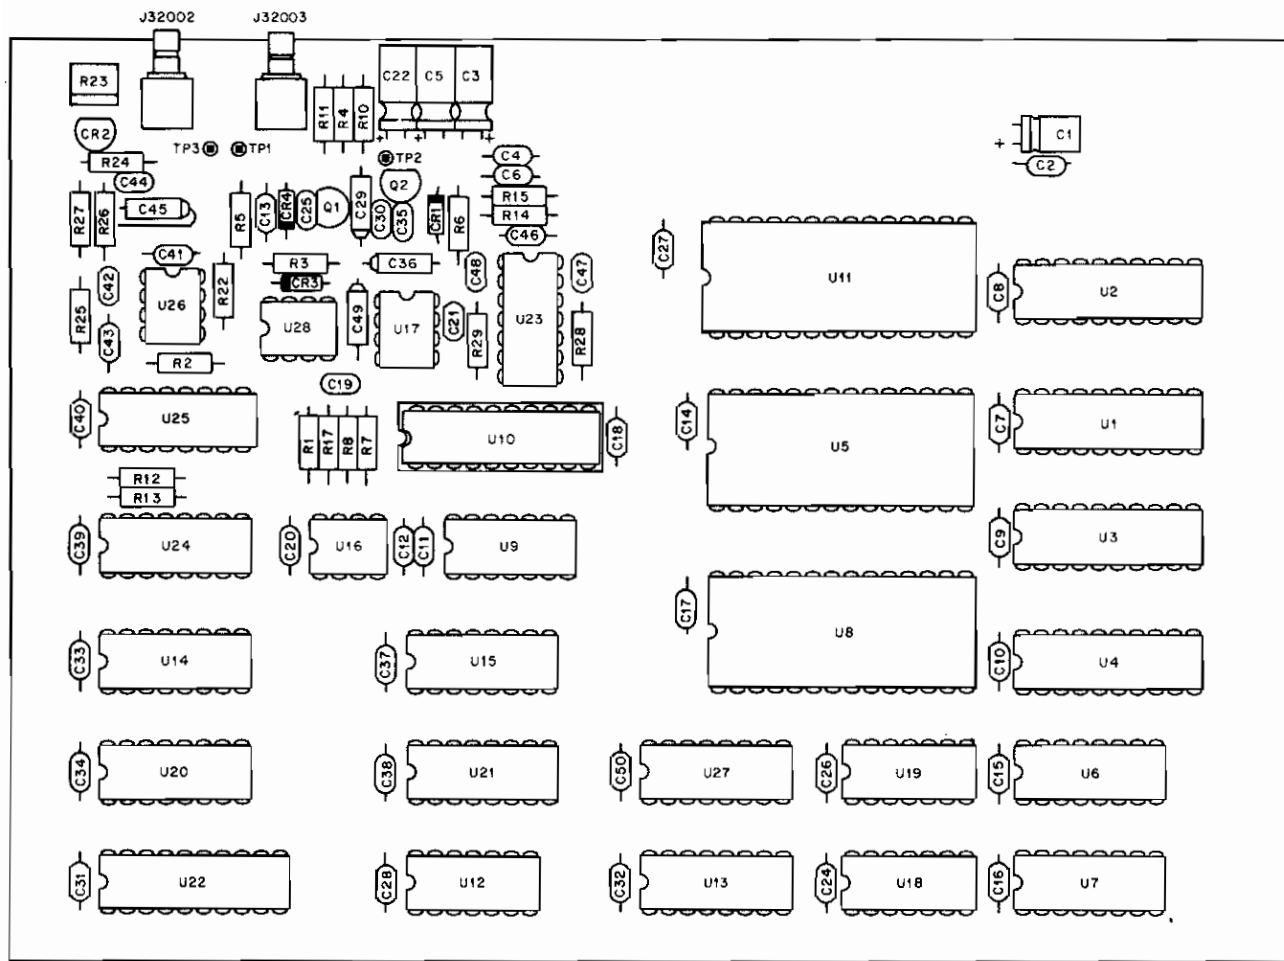 J32002 J32003
R23 C22 C5 C3
R11 R4 R10
CR2 + + + C1
+
TP3 TP1 TP2 C4
R24 C2
C44 C6
Q2
R15
R27 R26 C45 R5 C13 CR4 C25 Q1 C29 C30 C35 CR1 R6 R14
C46
C27
C41 R3 C36 C48 C47
C42 R22 CR3 U11 C8 U2
U26
R25 C43 U28 C49 U17 C21 R29 U23 R28
R2
C19
C40 U25 R1 R17 R8 R7 U10 C18 C14 U5 C7 U1
R12
R13
C39 U24 C20 U16 C12 C11 U9 C9 U3
C17 U8
C33 U14 C37 U15 C10 U4
C34 U20 C38 U21 C50 U27 C26 U19 C15 U6
C31 U22 C28 U12 C32 U13 C24 U18 C16 U7